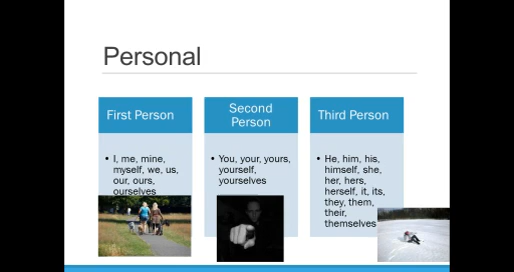 Personal
First Person
• I, me, mine,
myself, we, us,
our, ours,
ourselves
Second
Person
• You, your, yours,
yourself,
yourselves
Third Person
• He, him, his,
himself, she,
her, hers,
herself, it, its,
they, them,
their,
themselves